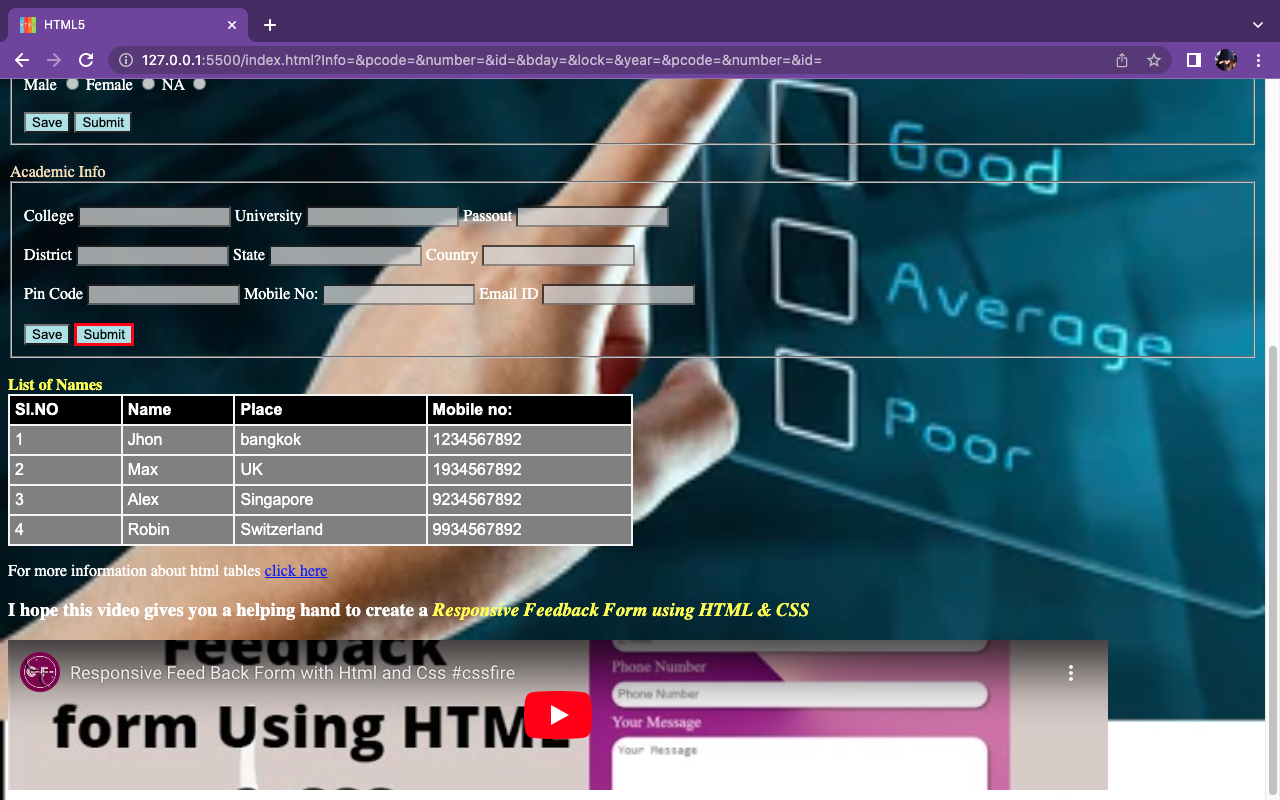 HTML5
127.0.0.1:5500/index.html?Info=&pcode=&number=&id=&bday=&lock=&year=&pcode=&number=&id=
Male Female NA
Save Submit
Good
Academic Info
College University Passout
District State Country
Average
Pin Code Mobile No: Email ID
Save Submit
List of Names
SI.NO Name Place Mobile no:
1 Jhon bangkok 1234567892
Poor
2 Max UK 1934567892
3 Alex Singapore 9234567892
4 Robin Switzerland 9934567892
For more information about html tables click here
I hope this video gives you a helping hand to create a Responsive Feedback Form using HTML & CSS
Feedback
C-F-
Responsive Feed Back Form with Html and Css #cssfire
form Using HTML
Phone Number
Phone Number
Your Message
Your Message